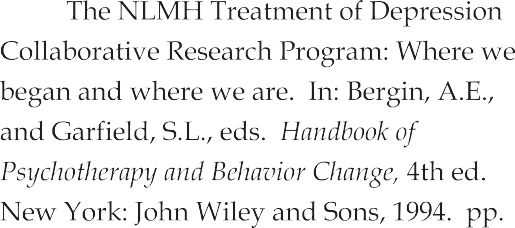 The NLMH Treatment of Depression
Collaborative Research Program: Where we
began and where we are. In: Bergin, A.E.,
and Garfield, S.L., eds. Handbook of
Psychotherapy and Behavior Change, 4th ed.
New York: John Wiley and Sons, 1994. pp.